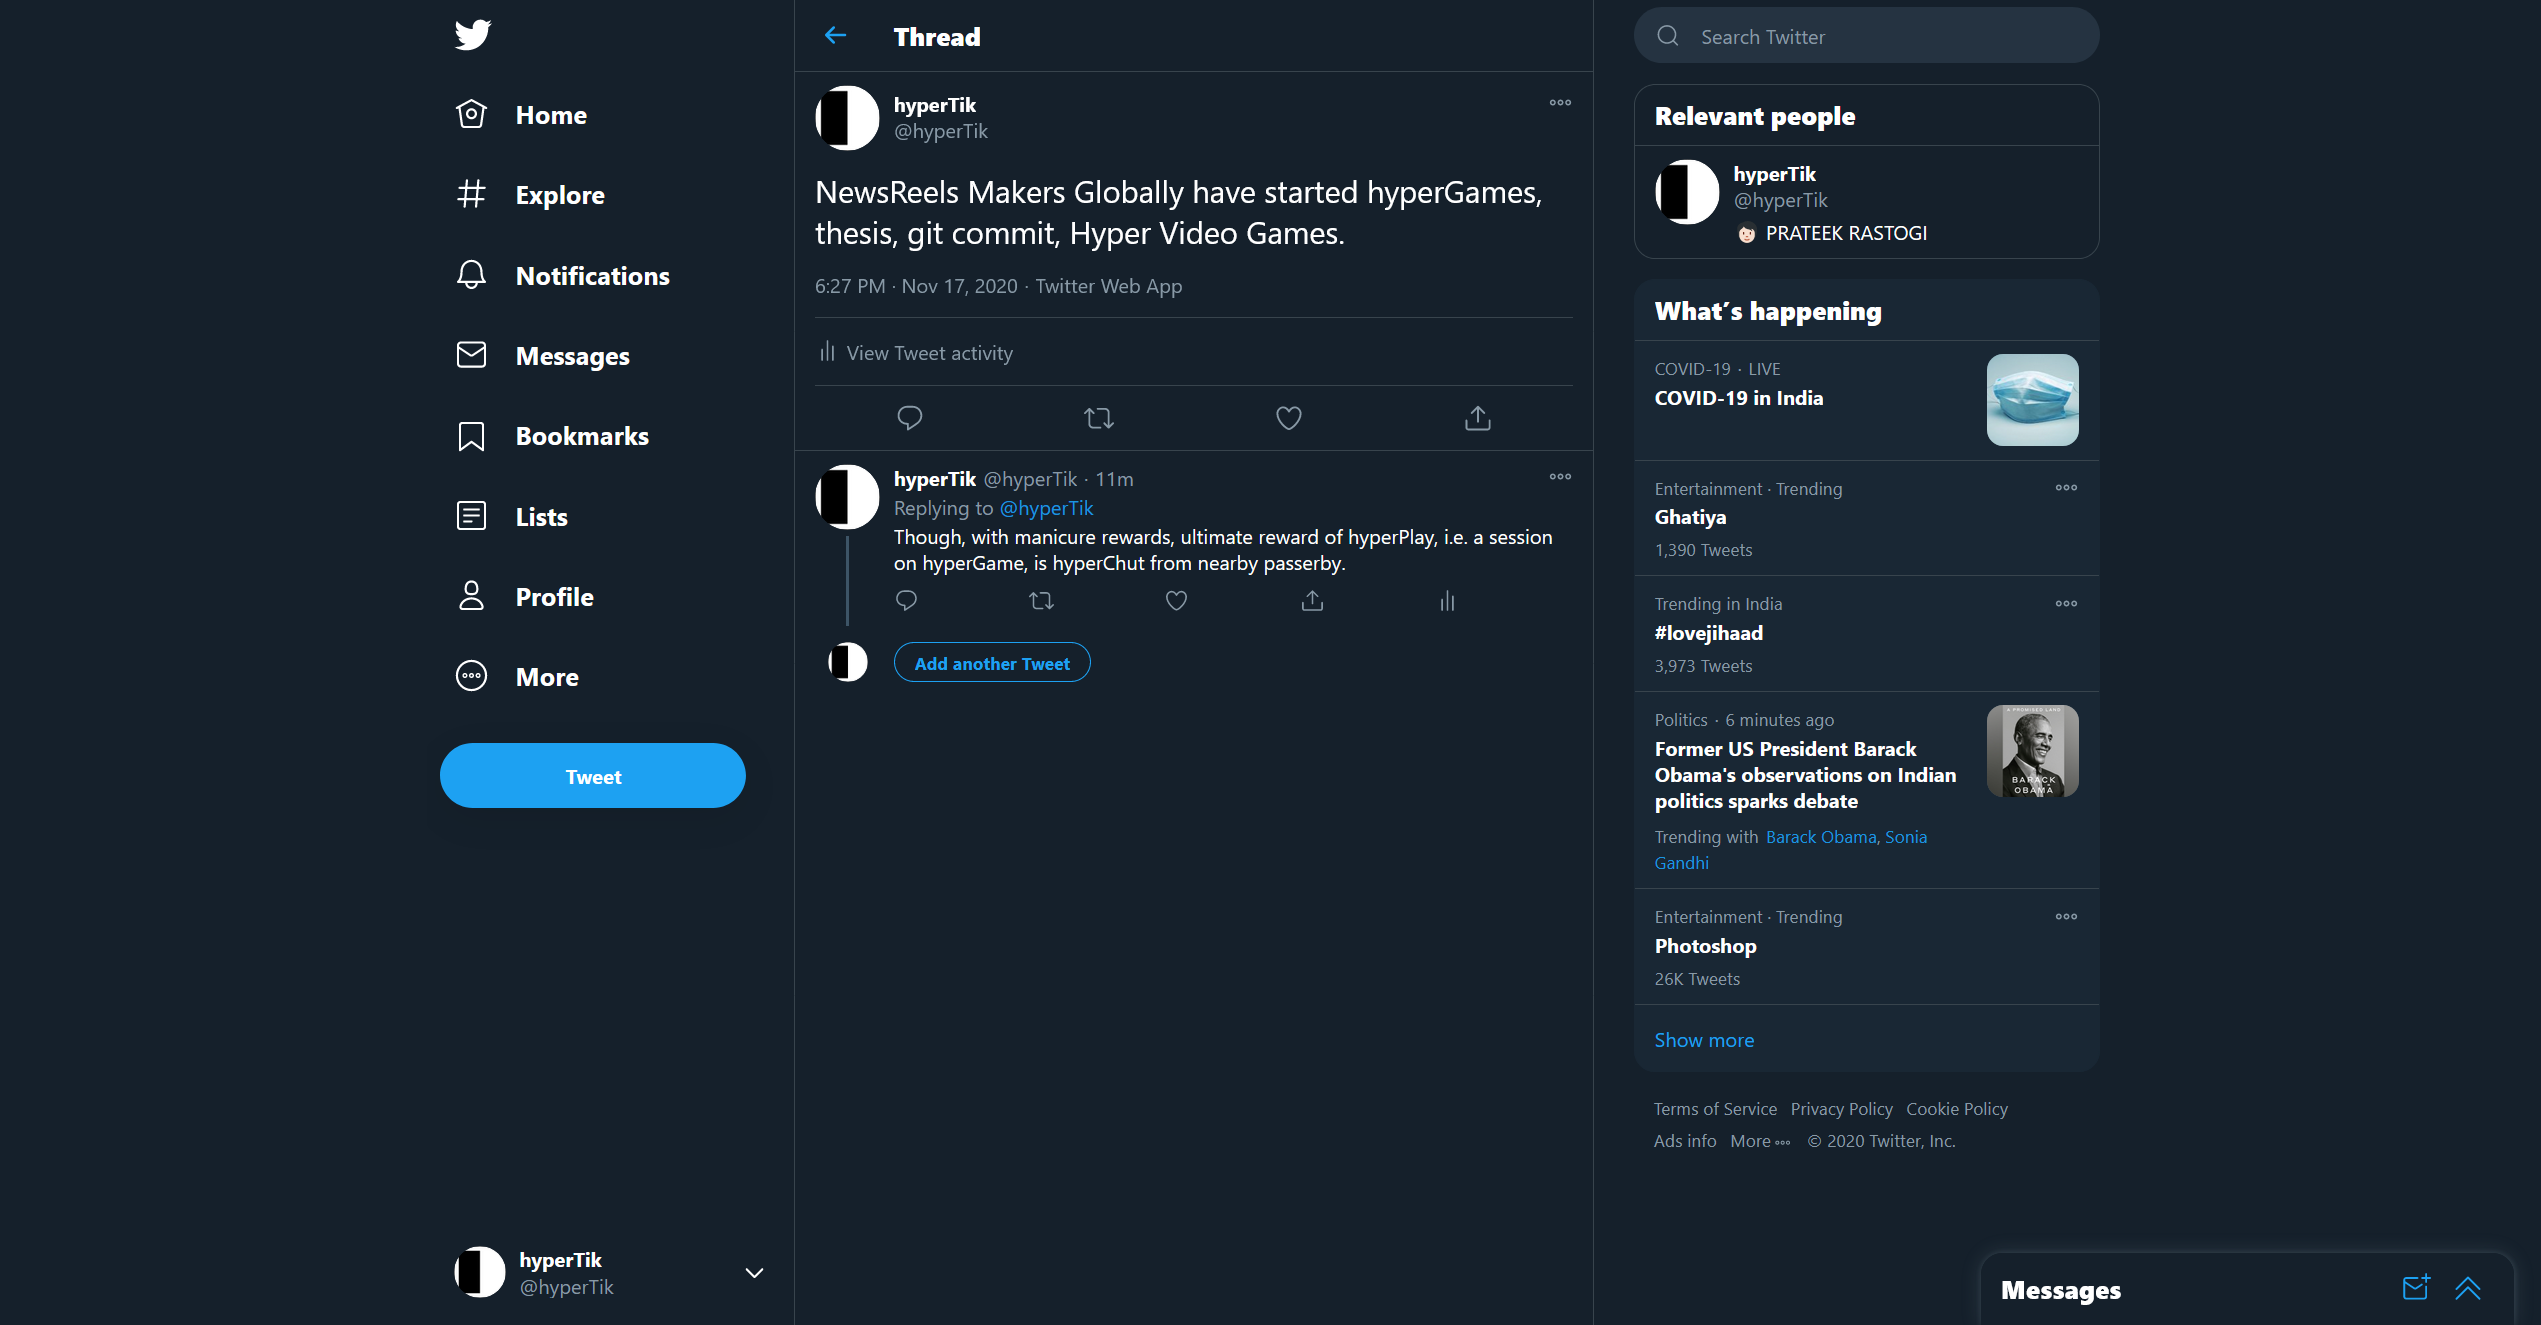 Home
Explore
Notifications
Messages
Bookmarks
Lists
Profile
More
Tweet
hyperTik
@hyperTik
Thread
hyperTik
@hyperTik
NewsReels Makers Globally have started hyperGames,
thesis, git commit, Hyper Video Games.
6:27 PM · Nov 17, 2020 · Twitter Web App
View Tweet activity
hyperTik @hyperTik · 11m
Replying to @hyperTik
Though, with manicure rewards, ultimate reward of hyperPlay, i.e. a session
on hyperGame, is hyperChut from nearby passerby.
Add another Tweet
Search Twitter
Relevant people
hyperTik
@hyperTik
PRATEEK RASTOGI
What's happening
COVID-19 · LIVE
COVID-19 in India
Entertainment · Trending
Ghatiya
1,390 Tweets
Trending in India
#lovejihaad
3,973 Tweets
Politics · 6 minutes ago
Former US President Barack
Obama's observations on Indian
politics sparks debate
Trending with Barack Obama, Sonia
Gandhi
A PROMISED LAND
BARACK
OBAMA
Entertainment · Trending
Photoshop
26K Tweets
Show more
Terms of Service Privacy Policy Cookie Policy
Ads info More © 2020 Twitter, Inc.
Messages